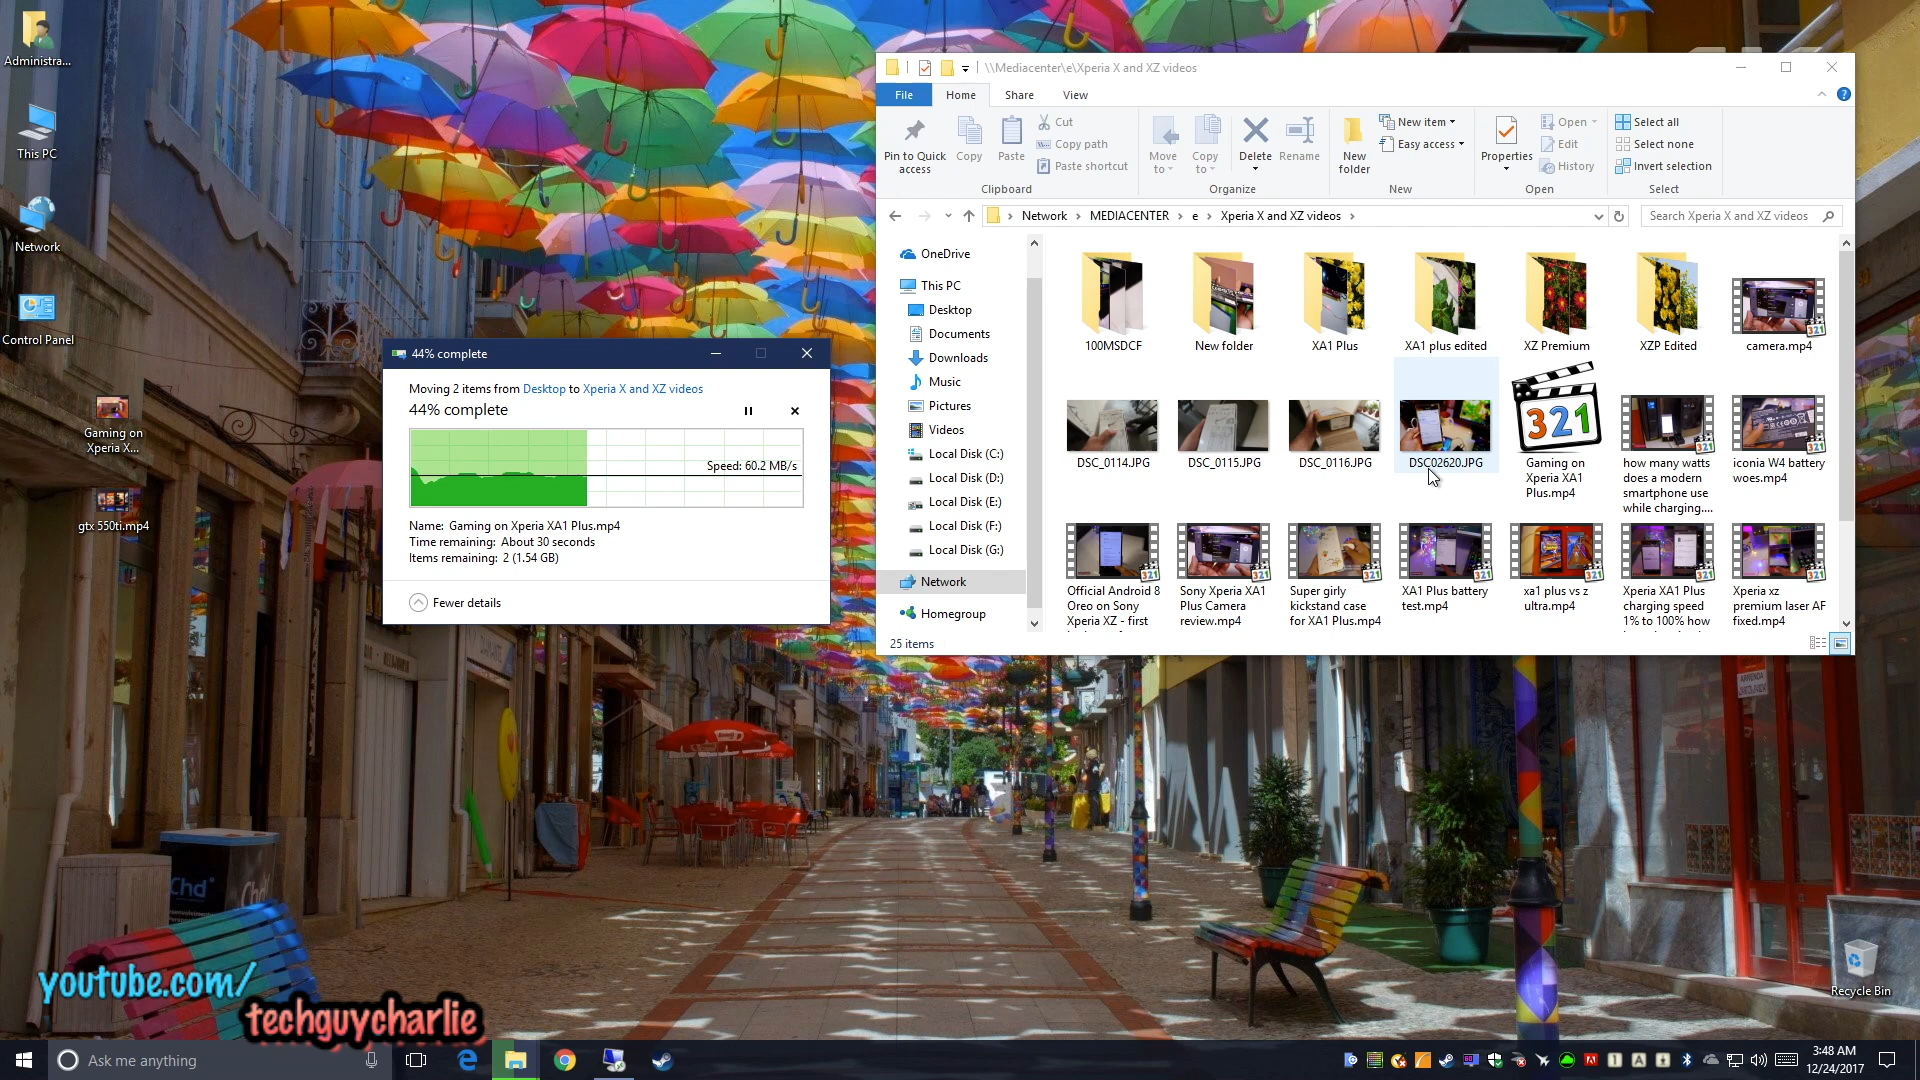 Administra...
This PC
Network
Control Panel
Gaming on
Xperia X...
gtx 550ti.mp4
44% complete
Moving 2 items from Desktop to Xperia X and XZ videos
44% complete
Speed: 60.2 MB/s
Name: Gaming on Xperia XA1 Plus.mp4
Time remaining: About 30 seconds
Items remaining: 2 (1.54 GB)
Fewer details
\\Mediacenter\e\Xperia X and XZ videos
File
Home
Share
View
Pin to Quick
access
Copy
Paste
Cut
Copy path
Paste shortcut
Clipboard
Move
to
Copy
to
Delete
Rename
Organize
New
folder
New item
Easy access
New
Properties
Open
Edit
History
Open
Select all
Select none
Invert selection
Select
Network
MEDIACENTER
e
Xperia X and XZ videos
Search Xperia X and XZ videos
OneDrive
This PC
Desktop
Documents
Downloads
Music
Pictures
Videos
Local Disk (C:)
Local Disk (D:)
Local Disk (E:)
Local Disk (F:)
Local Disk (G:)
Network
Homegroup
100MSDCF
New folder
XA1 Plus
XA1 plus edited
XZ Premium
XZP Edited
camera.mp4
DSC_0114.JPG
DSC_0115.JPG
DSC_0116.JPG
DSC02620.JPG
321
Gaming on
Xperia XA1
Plus.mp4
how many watts
does a modern
smartphone use
while charging....
iconia W4 battery
woes.mp4
Official Android 8
Oreo on Sony
Xperia XZ - first
Sony Xperia XA1
Plus Camera
review.mp4
Super girly
kickstand case
for XA1 Plus.mp4
XA1 Plus battery
test.mp4
xa1 plus vs z
ultra.mp4
Xperia XA1 Plus
charging speed
1% to 100% how
Xperia xz
premium laser AF
fixed.mp4
25 items
ARRENDA
Chd
Chd
youtube.com/
techguycharlie
Recycle Bin
Ask me anything
3:48 AM
12/24/2017